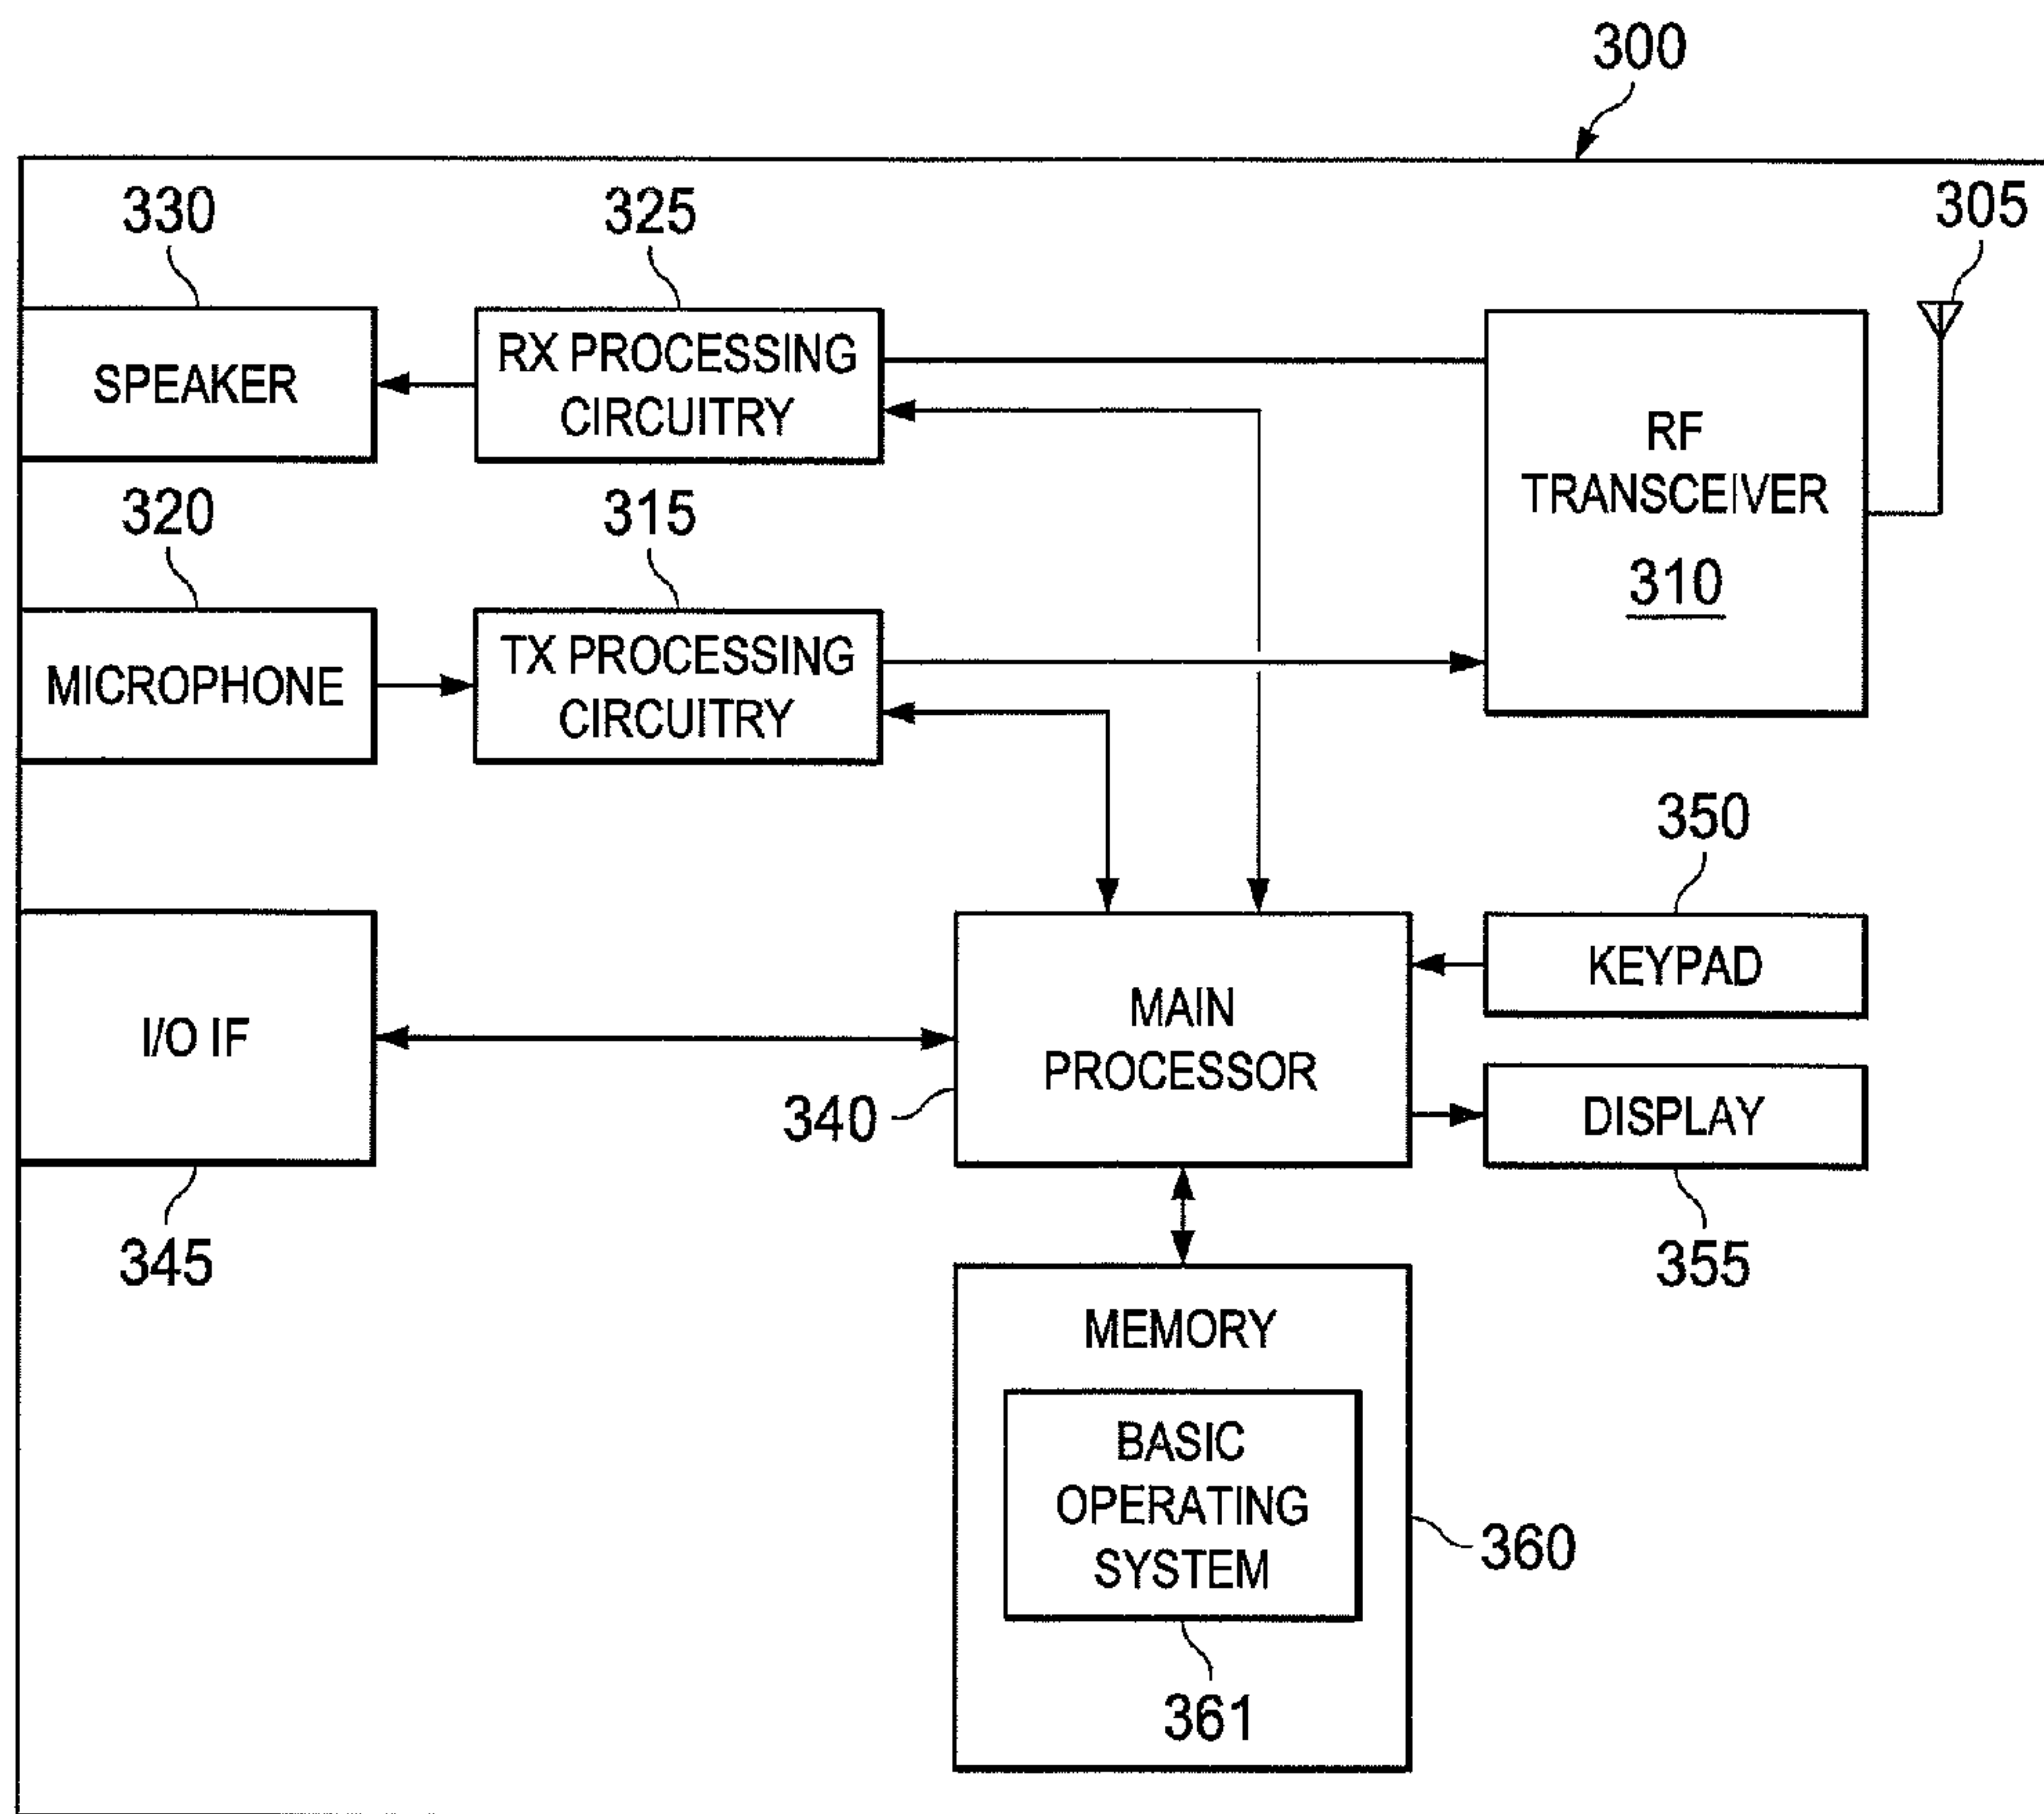 300
305
330
325
SPEAKER
RX PROCESSING
CIRCUITRY
RF
TRANSCEIVER
310
320
315
MICROPHONE
TX PROCESSING
CIRCUITRY
350
KEYPAD
I/O IF
MAIN
PROCESSOR
340
DISPLAY
345
355
MEMORY
BASIC
OPERATING
SYSTEM
360
361